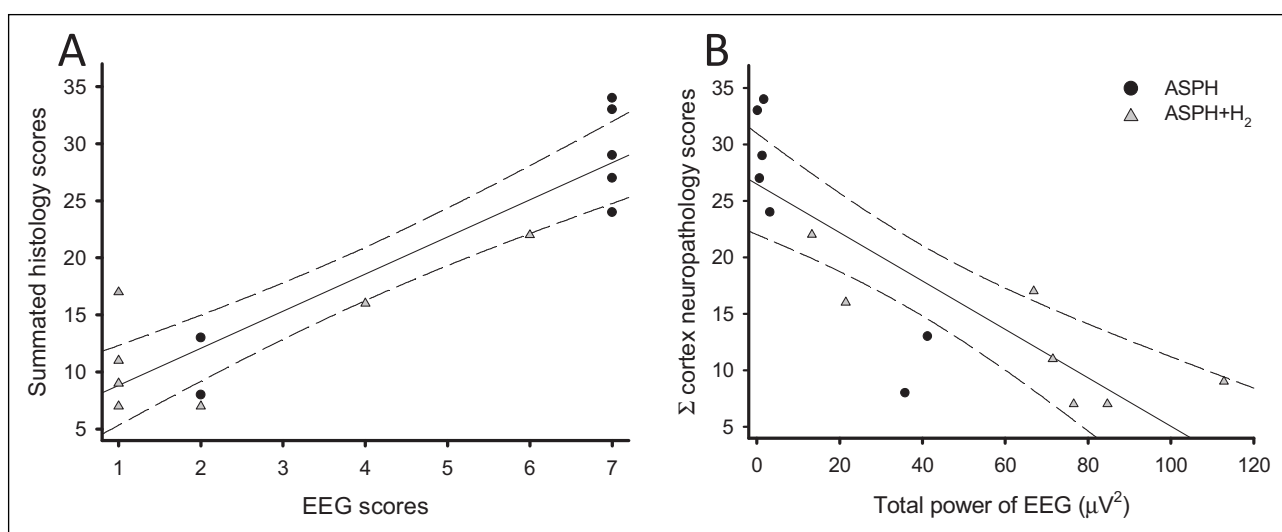 A
Summated histology scores
35
30
25
20
15
10
5
1 2 3 4 5 6 7
EEG scores
B
Σ cortex neuropathology scores
35
30
25
20
15
10
5
0 20 40 60 80 100 120
Total power of EEG (μV²)
ASPH
ASPH+H₂